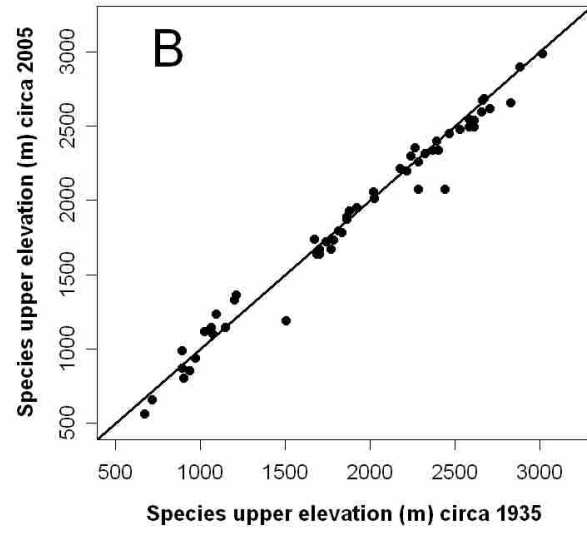 B
Species upper elevation (m) circa 2005
3000
2500
2000
1500
1000
500
500 1000 1500 2000 2500 3000
Species upper elevation (m) circa 1935